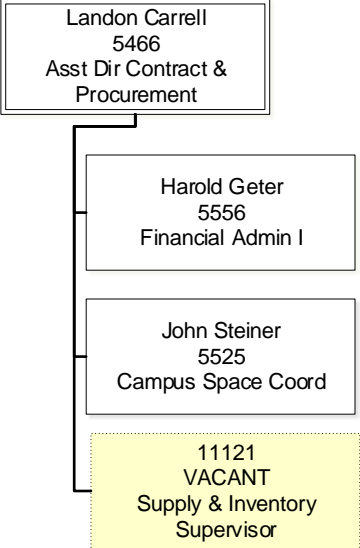 Landon Carrell
5466
Asst Dir Contract &
Procurement
Harold Geter
5556
Financial Admin I
John Steiner
5525
Campus Space Coord
11121
VACANT
Supply & Inventory
Supervisor